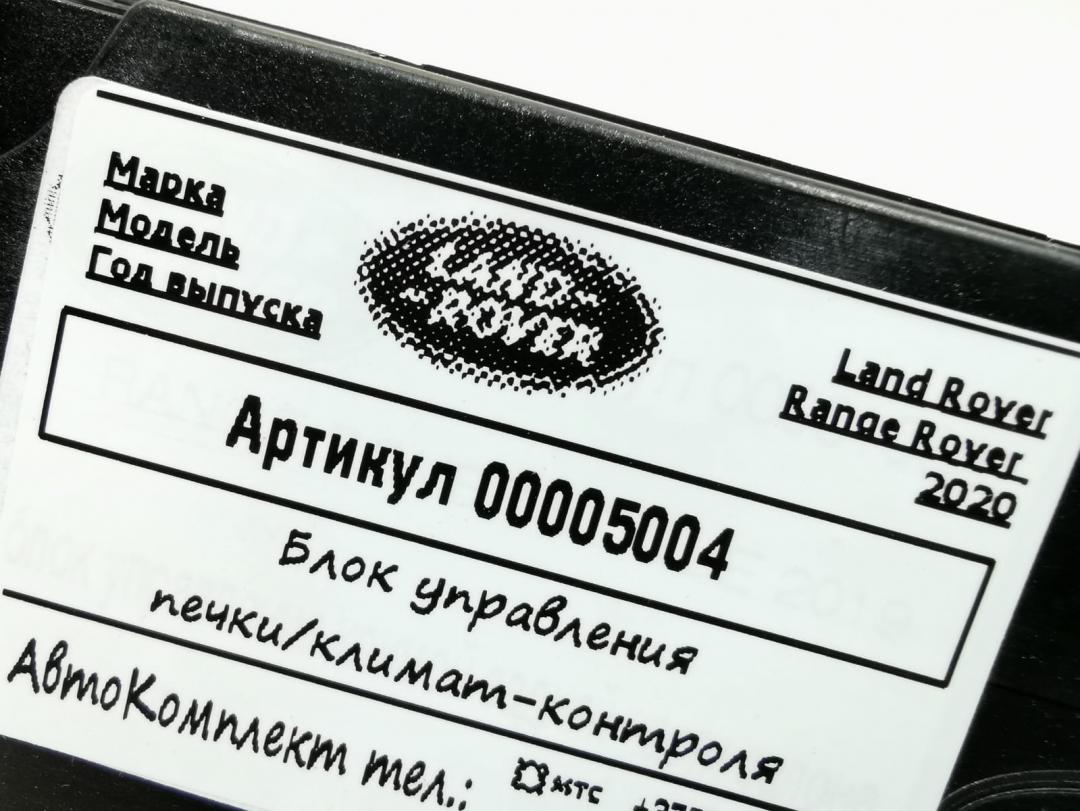 Марка
Модель
Год выпуска
LAND-
-ROVER
Land Rover
Range Rover
2020
Артикул 00005004
Блок управления
печки/климат-контроля
АвтоКомплект тел.: мтс